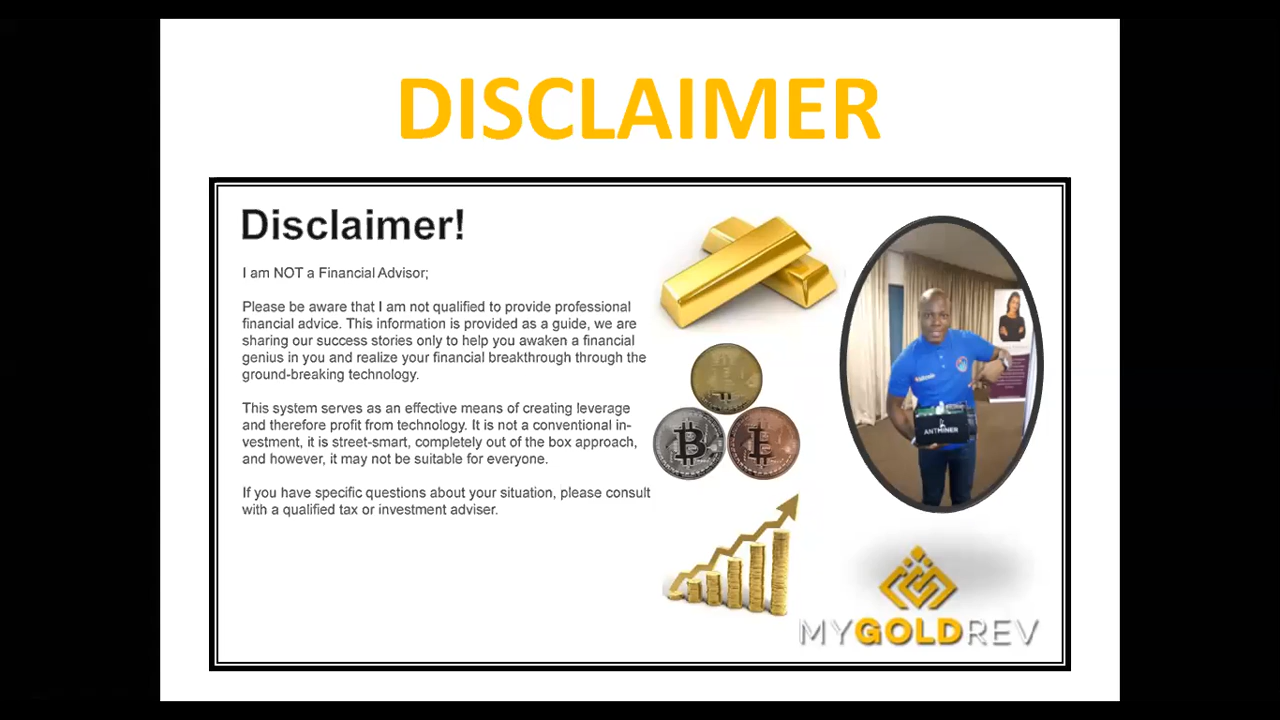 DISCLAIMER
Disclaimer!
I am NOT a Financial Advisor;
Please be aware that I am not qualified to provide professional
financial advice. This information is provided as a guide, we are
sharing our success stories only to help you awaken a financial
genius in you and realize your financial breakthrough through the
ground-breaking technology.
This system serves as an effective means of creating leverage
and therefore profit from technology. It is not a conventional in-
vestment, it is street-smart, completely out of the box approach,
and however, it may not be suitable for everyone.
If you have specific questions about your situation, please consult
with a qualified tax or investment adviser.
ANTMINER
MYGOLDREV